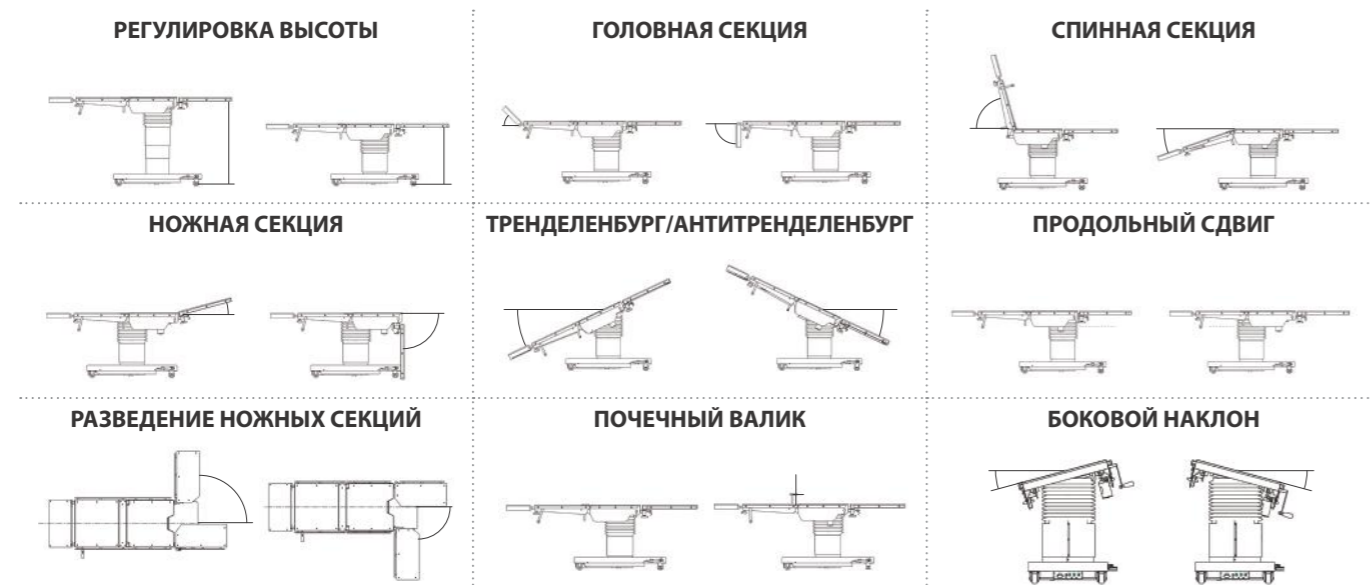 РЕГУЛИРОВКА ВЫСОТЫ
ГОЛОВНАЯ СЕКЦИЯ
СПИННАЯ СЕКЦИЯ
НОЖНАЯ СЕКЦИЯ
ТРЕНДЕЛЕНБУРГ/АНТИТРЕНДЕЛЕНБУРГ
ПРОДОЛЬНЫЙ СДВИГ
РАЗВЕДЕНИЕ НОЖНЫХ СЕКЦИЙ
ПОЧЕЧНЫЙ ВАЛИК
БОКОВОЙ НАКЛОН